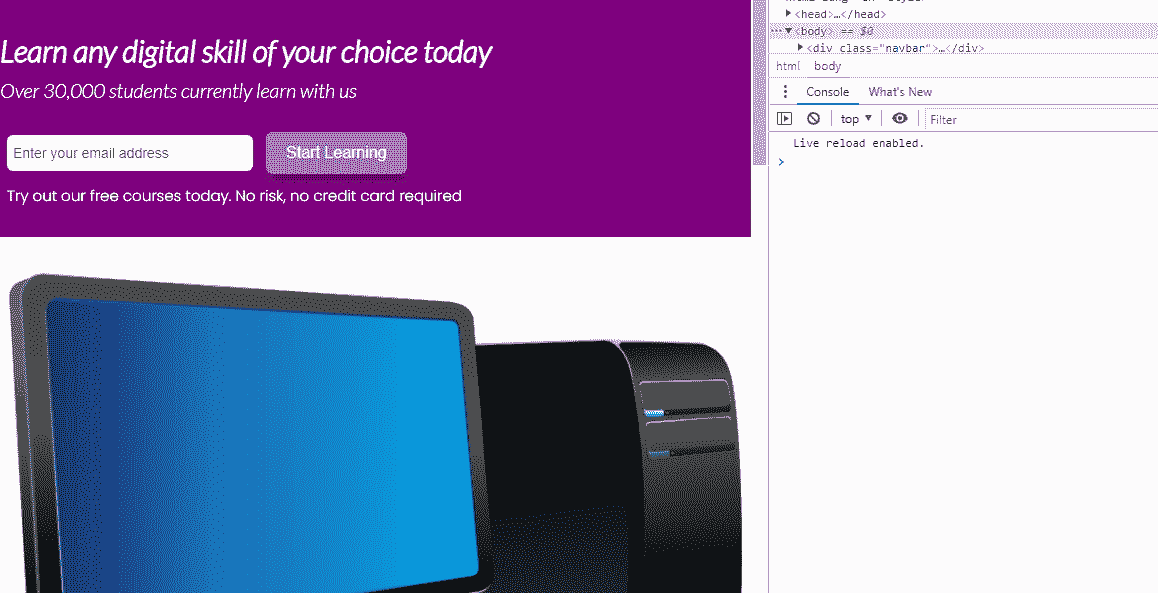 Learn any digital skill of your choice today
Over 30,000 students currently learn with us
Enter your email address
Start Learning
Try out our free courses today. No risk, no credit card required
<head>…</head>
<body> == $0
<div class="navbar">…</div>
html body
Console What's New
top ▼ Filter
Live reload enabled.